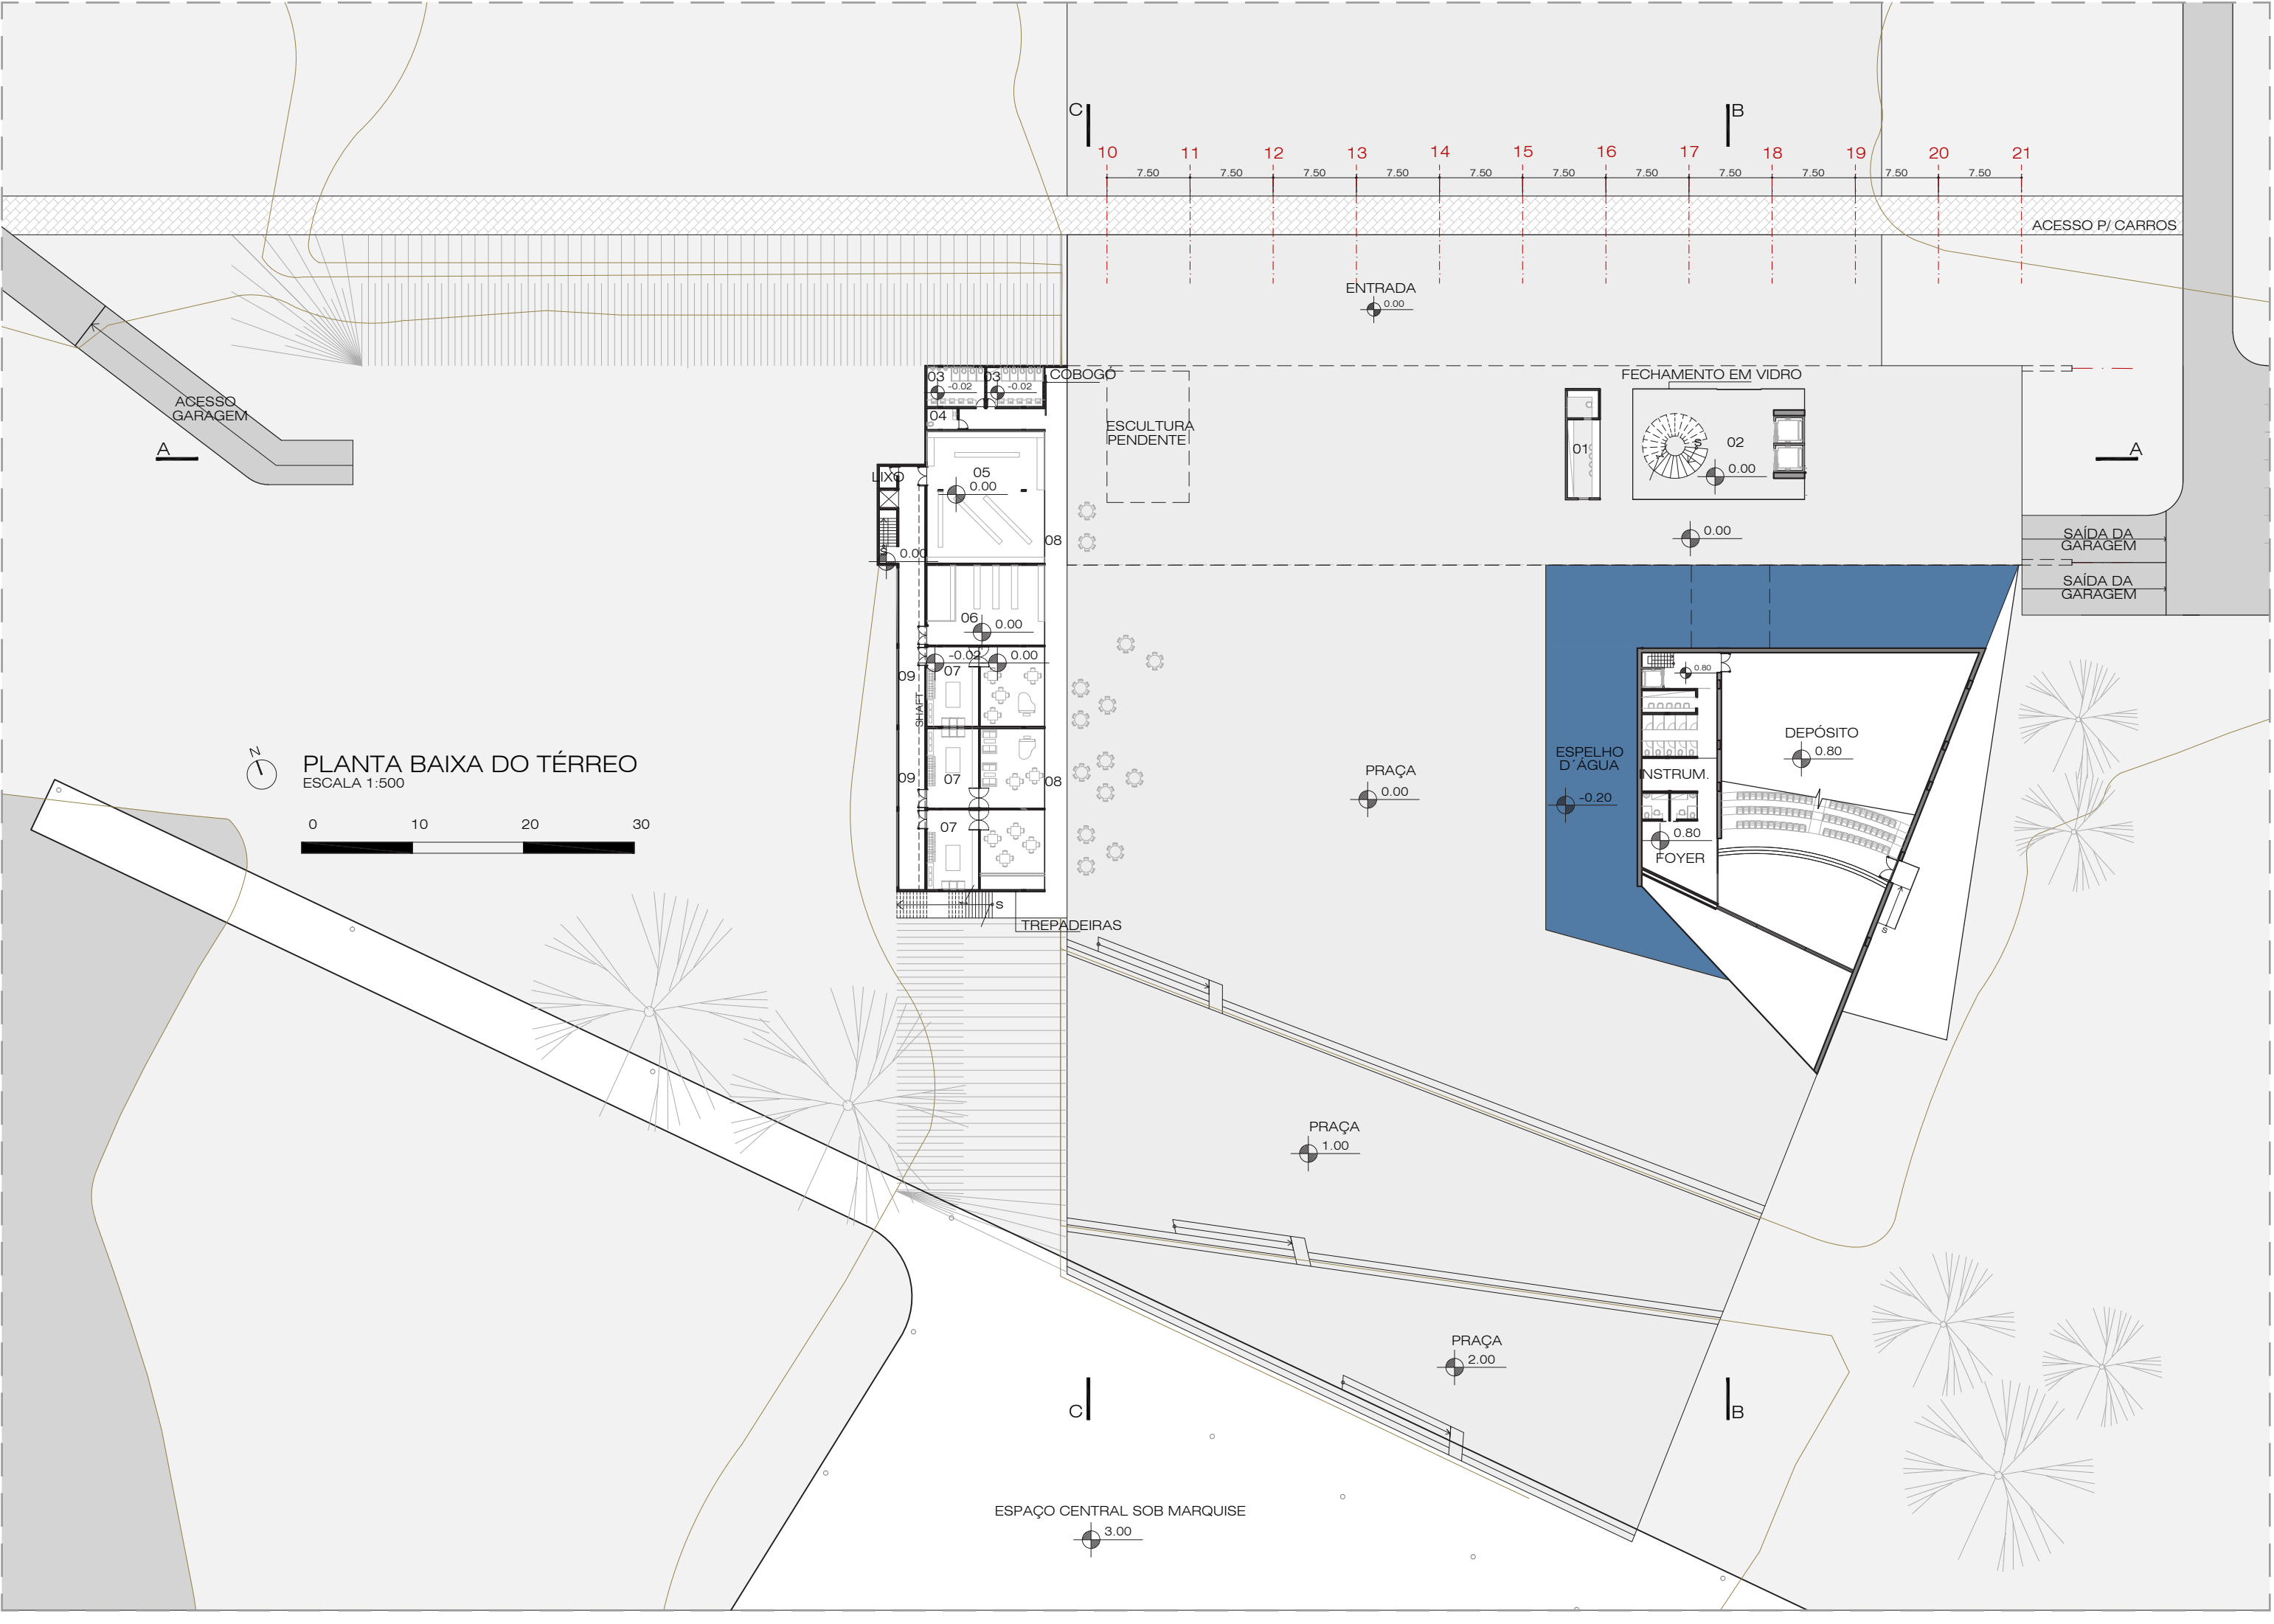 C
B
10 11 12 13 14 15 16 17 18 19 20 21
7.50 7.50 7.50 7.50 7.50 7.50 7.50 7.50 7.50 7.50 7.50
ACESSO P/ CARROS
ENTRADA
0.00
COBOGÓ
FECHAMENTO EM VIDRO
03
-0.02
03
-0.02
04
ACESSO
GARAGEM
ESCULTURA
PENDENTE
A
A
01
02
S
0.00
LIXO
05
0.00
08
S
0.00
0.00
SAÍDA DA
GARAGEM
SAÍDA DA
GARAGEM
06
0.00
-0.02
0.00
09
07
SHAFT
0.80
DEPÓSITO
0.80
N
PLANTA BAIXA DO TÉRREO
ESCALA 1:500
0 10 20 30
09
07
08
07
PRAÇA
0.00
ESPELHO
D´ÁGUA
-0.20
INSTRUM.
0.80
FOYER
S
S
TREPADEIRAS
PRAÇA
1.00
PRAÇA
2.00
C
B
ESPAÇO CENTRAL SOB MARQUISE
3.00